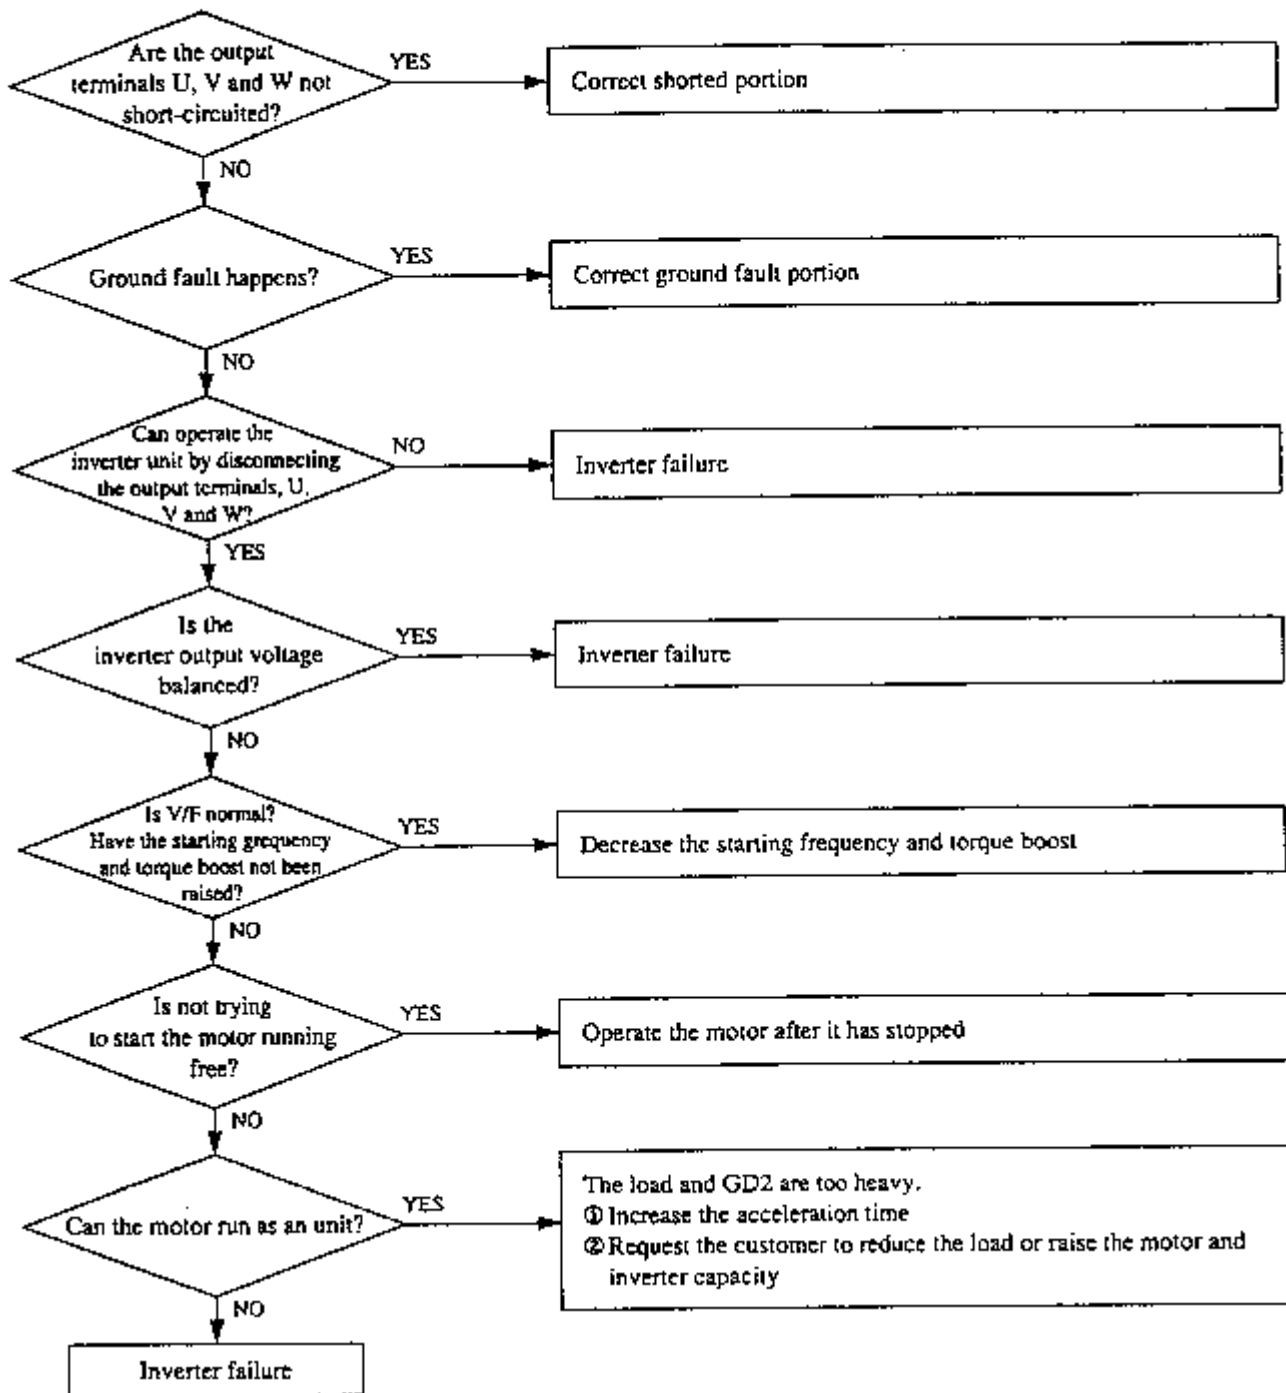 Are the output
terminals U, V and W not
short-circuited?
YES
Correct shorted portion
NO
Ground fault happens?
YES
Correct ground fault portion
NO
Can operate the
inverter unit by disconnecting
the output terminals, U,
V and W?
NO
Inverter failure
YES
Is the
inverter output voltage
balanced?
YES
Inverter failure
NO
Is V/F normal?
Have the starting grequency
and torque boost not been
raised?
YES
Decrease the starting frequency and torque boost
NO
Is not trying
to start the motor running
free?
YES
Operate the motor after it has stopped
NO
Can the motor run as an unit?
YES
The load and GD2 are too heavy.
① Increase the acceleration time
② Request the customer to reduce the load or raise the motor and
inverter capacity
NO
Inverter failure